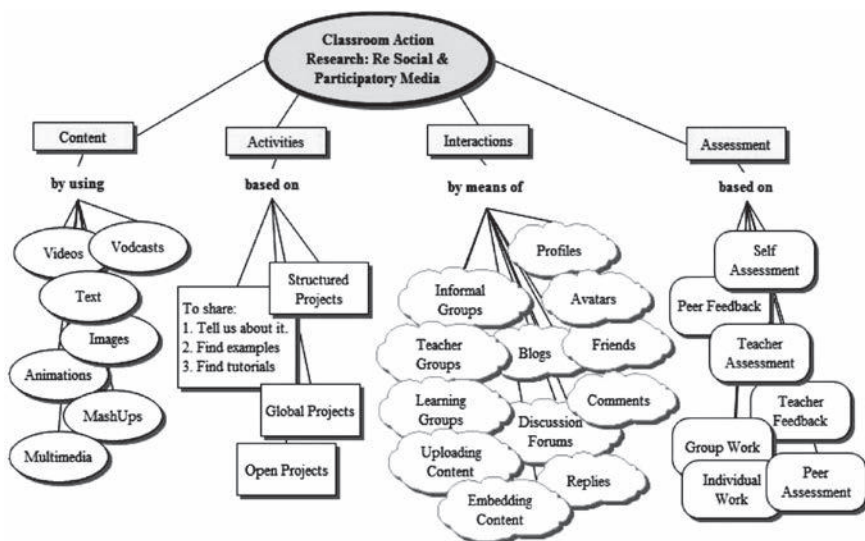 Classroom Action
Research: Re Social &
Participatory Media
Content
Activities
Interactions
Assessment
by using
based on
by means of
based on
Videos
Vodcasts
Text
Images
Animations
MashUps
Multimedia
Structured
Projects
To share:
1. Tell us about it.
2. Find examples
3. Find tutorials
Global Projects
Open Projects
Profiles
Informal
Groups
Avatars
Teacher
Groups
Blogs
Friends
Learning
Groups
Comments
Discussion
Forums
Uploading
Content
Replies
Embedding
Content
Self
Assessment
Peer Feedback
Teacher
Assessment
Teacher
Feedback
Group Work
Individual
Work
Peer
Assessment